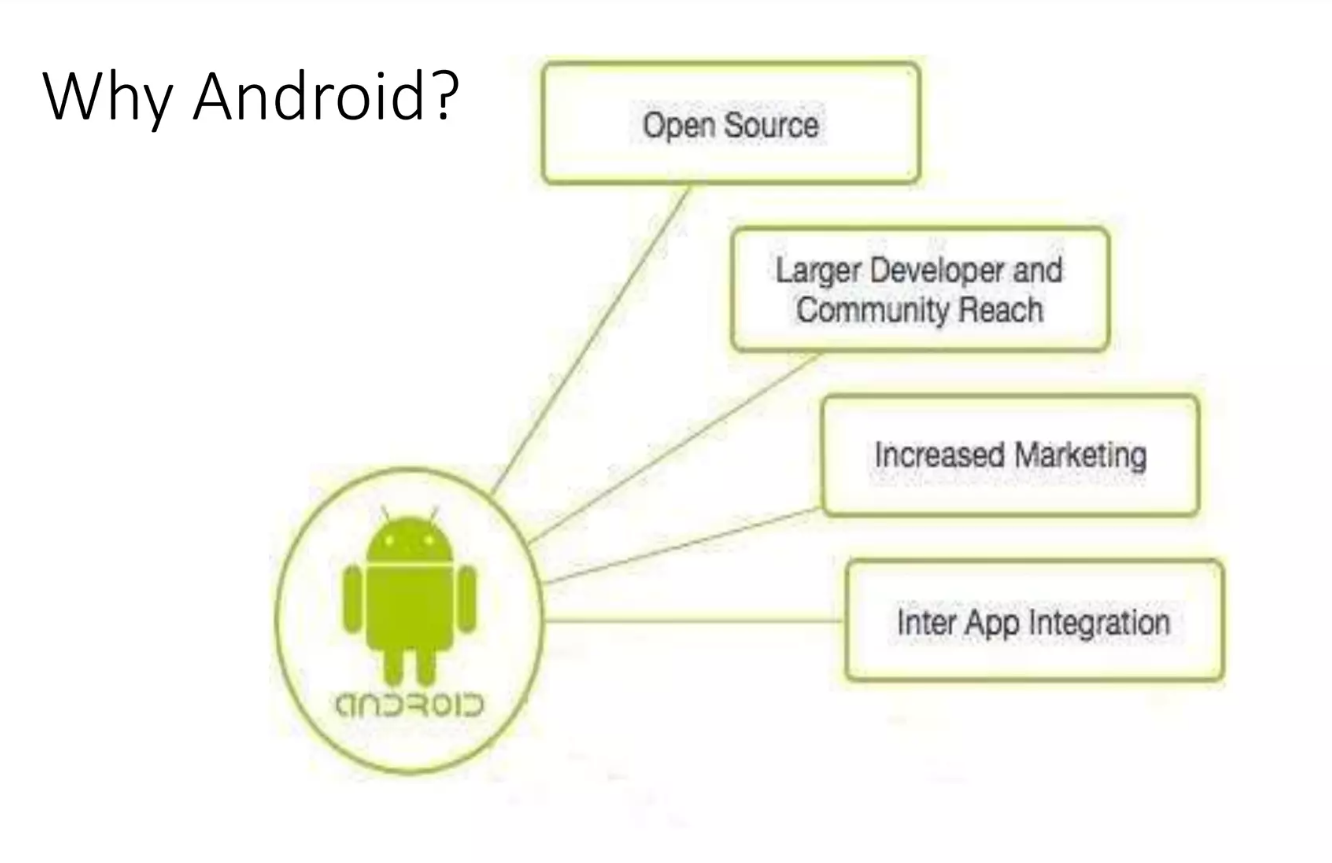 Why Android?
Open Source
Larger Developer and
Community Reach
Increased Marketing
Inter App Integration
ANDROID